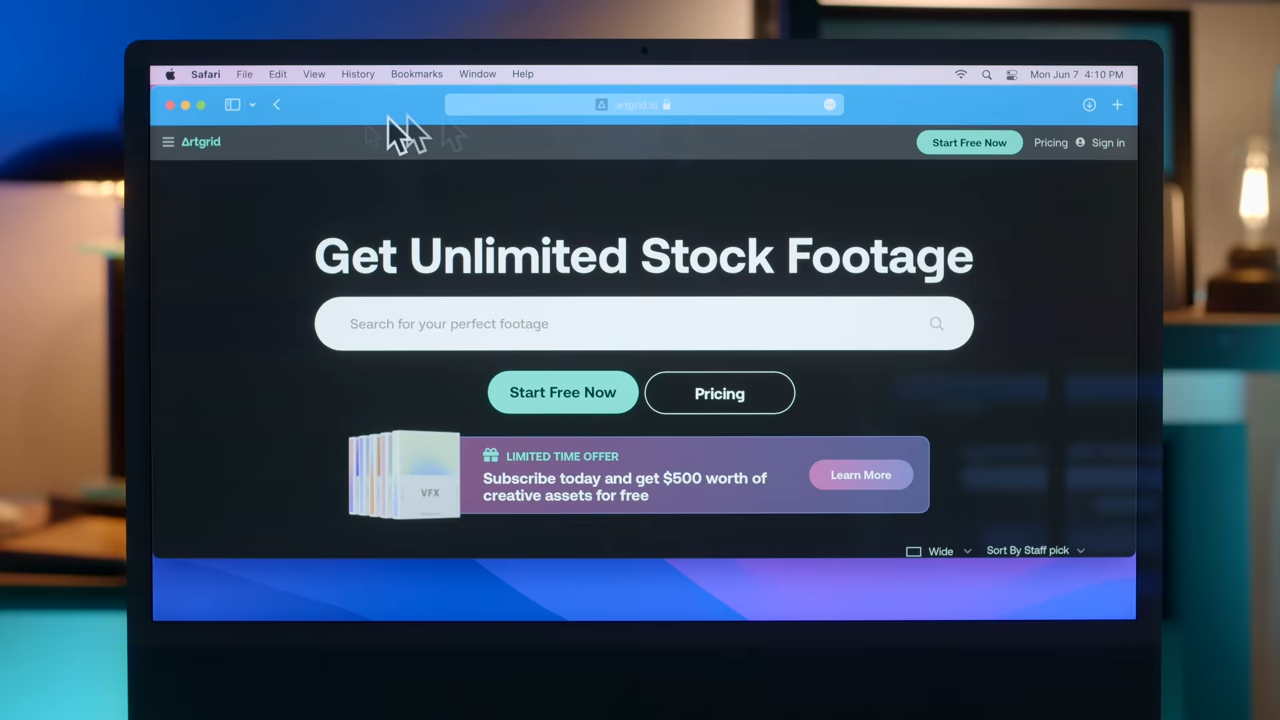 Safari File Edit View History Bookmarks Window Help Mon Jun 7 4:10 PM
artgrid.io
Artgrid Start Free Now Pricing Sign in
Get Unlimited Stock Footage
Search for your perfect footage
Start Free Now Pricing
LIMITED TIME OFFER
Subscribe today and get $500 worth of
creative assets for free
Learn More
VFX
Wide Sort By Staff pick